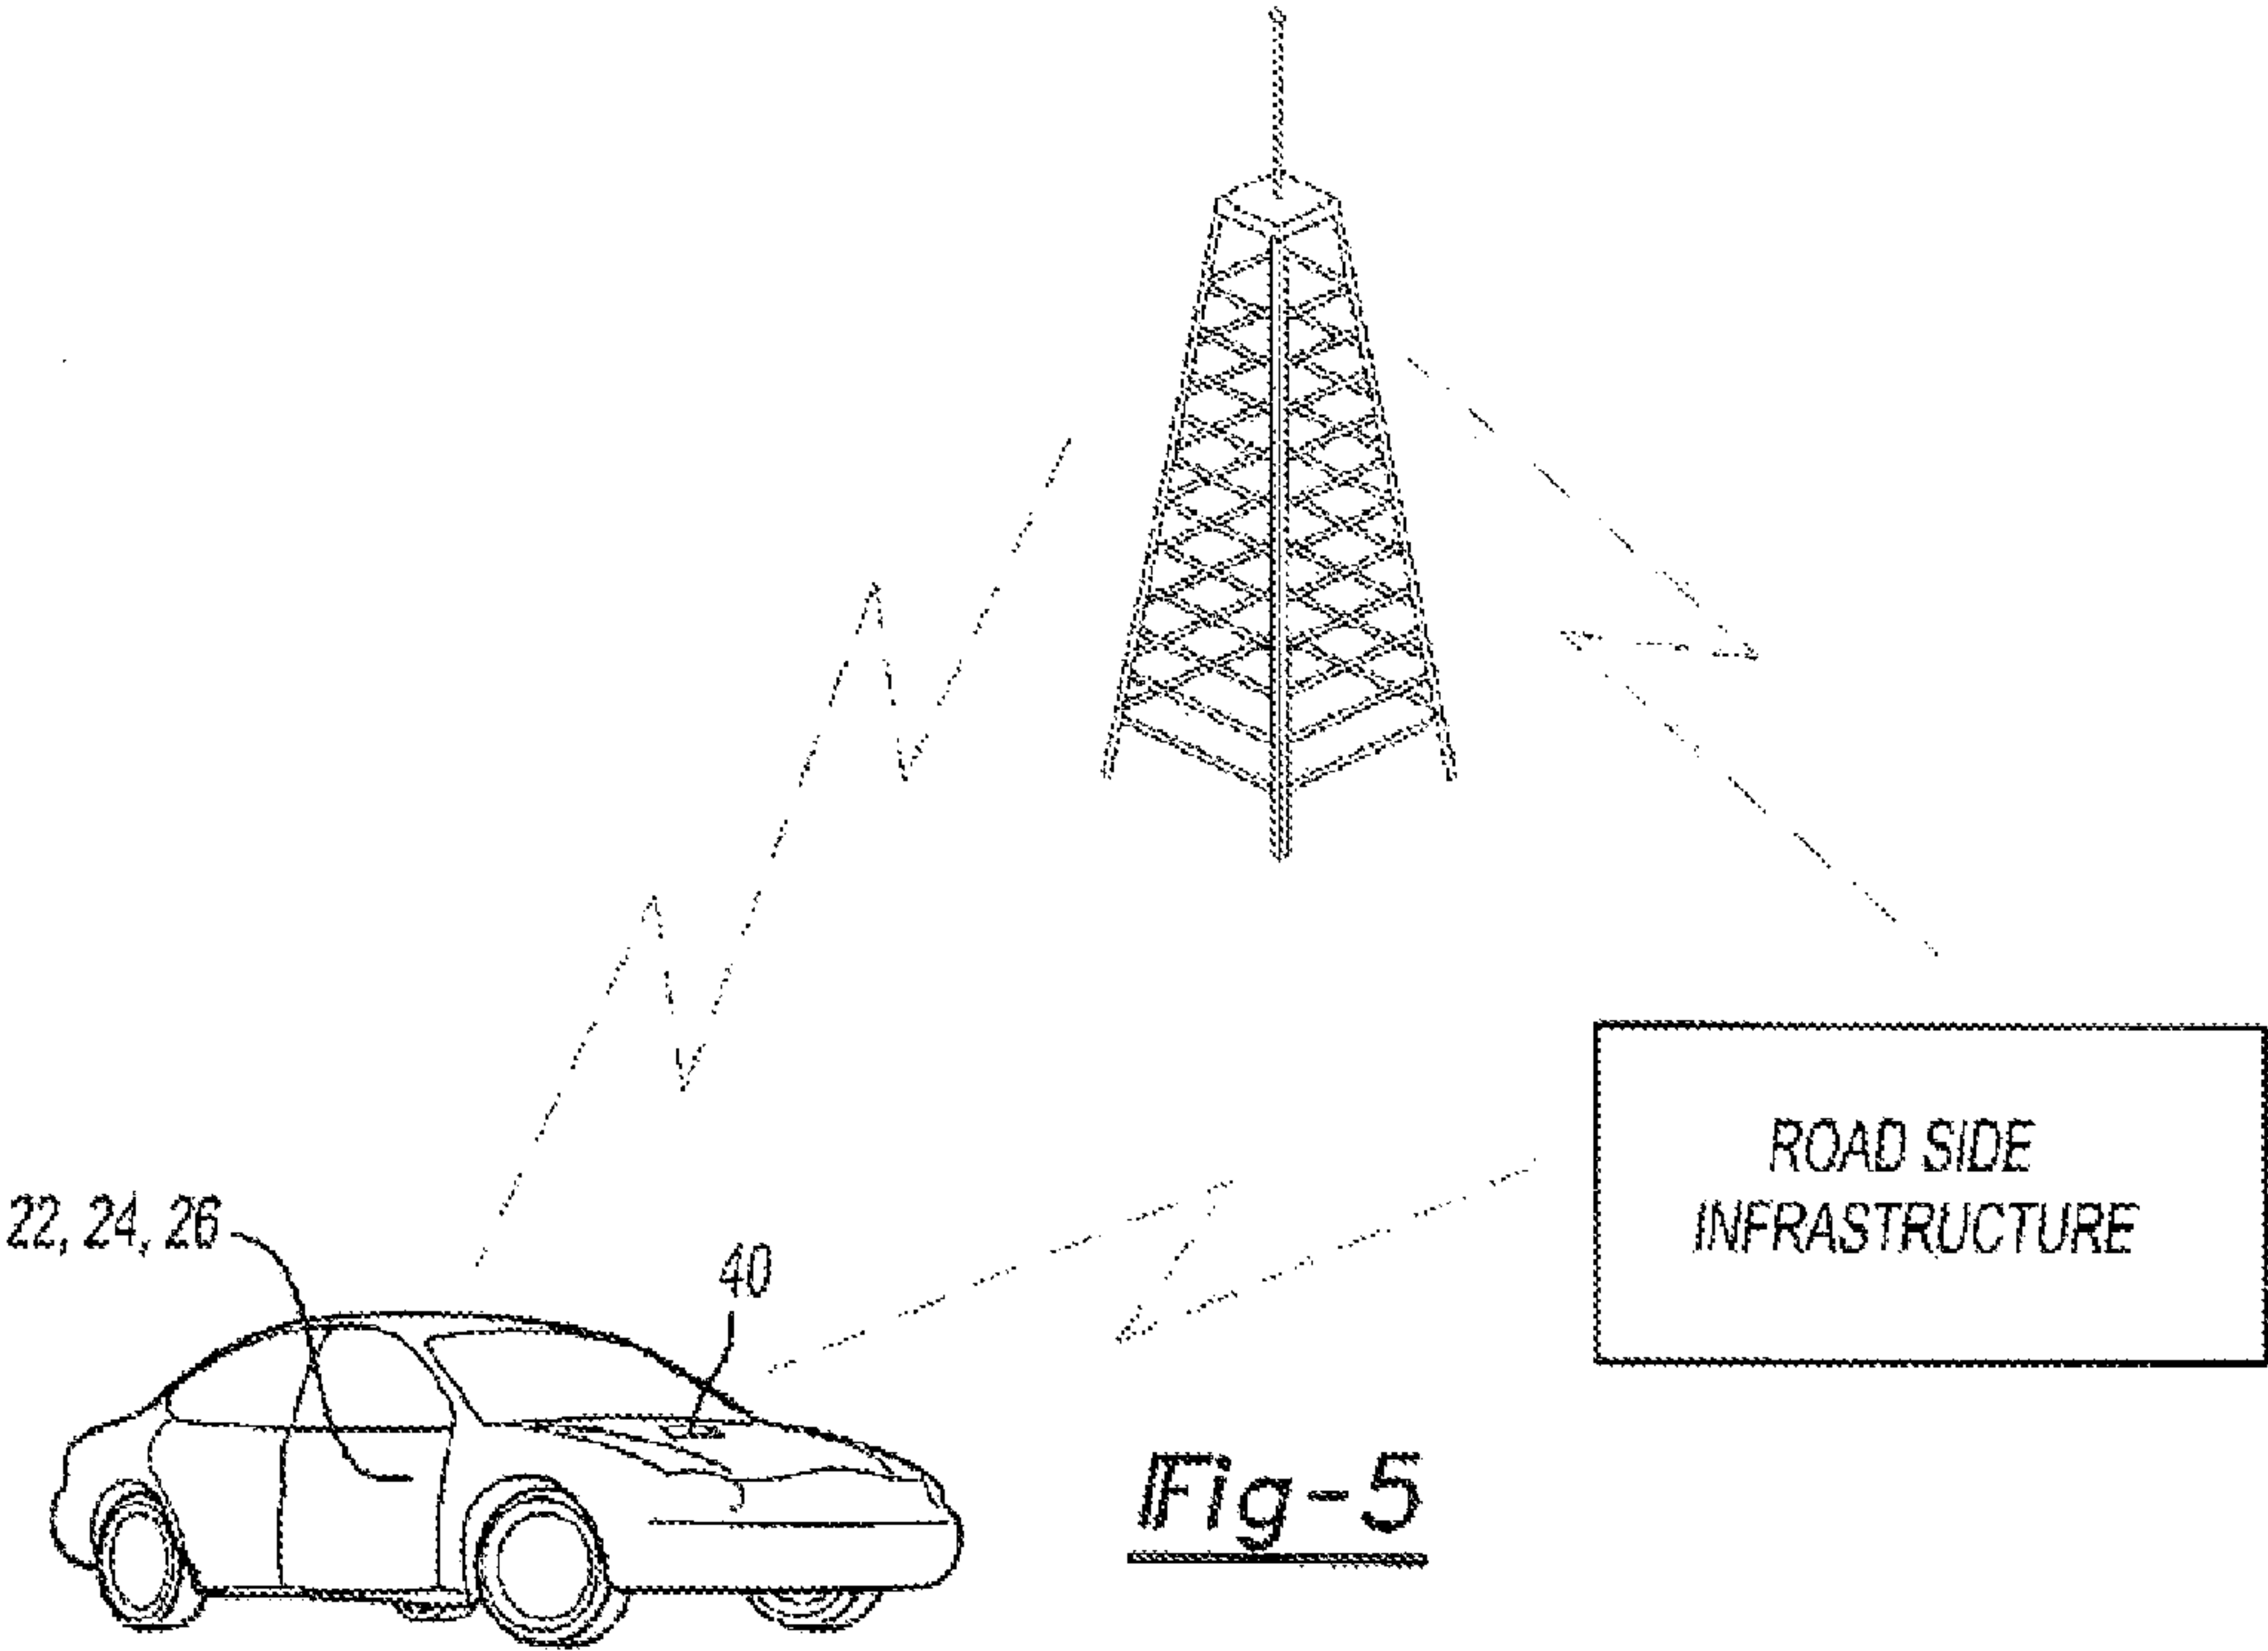 ROAD SIDE
INFRASTRUCTURE
22, 24, 26
40
Fig-5